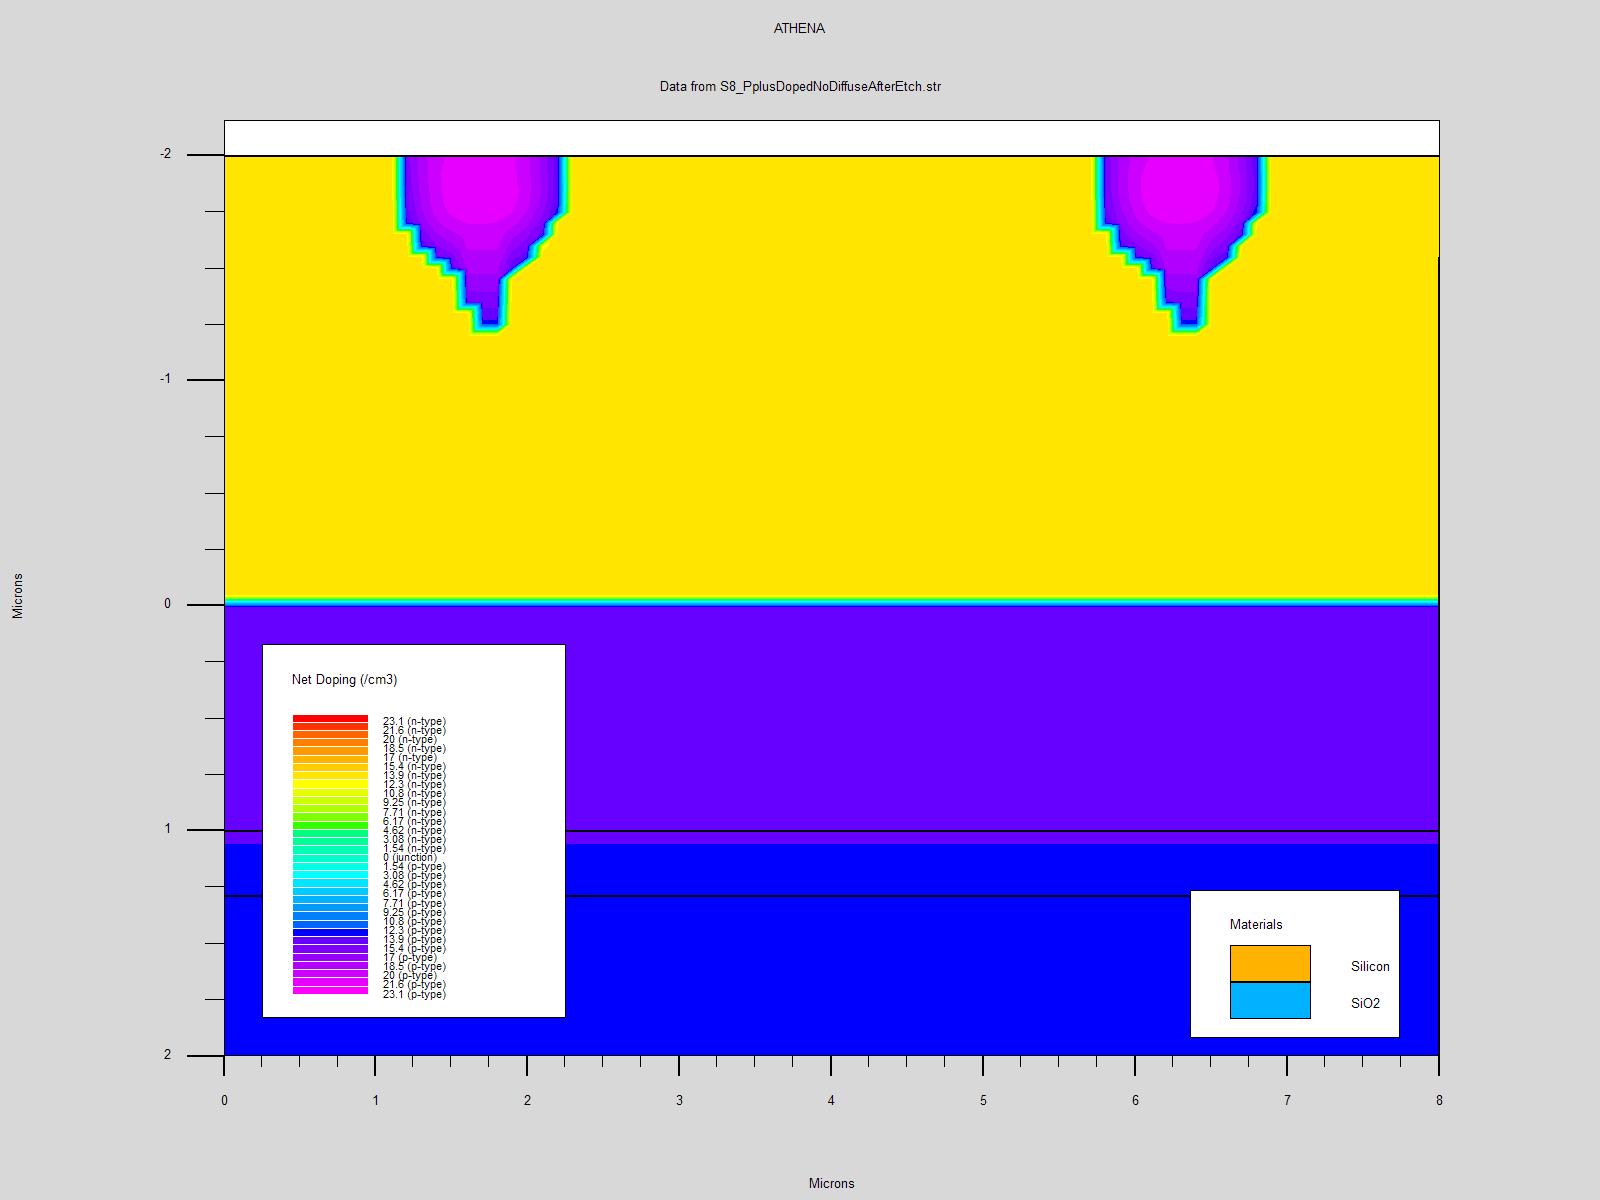 ATHENA
Data from S8_PplusDopedNoDiffuseAfterEtch.str
-2
-1
0
1
2
Microns
Net Doping (/cm3)
23.1 (n-type)
21.6 (n-type)
20 (n-type)
18.5 (n-type)
17 (n-type)
15.4 (n-type)
13.9 (n-type)
12.3 (n-type)
10.8 (n-type)
9.25 (n-type)
7.71 (n-type)
6.17 (n-type)
4.62 (n-type)
3.08 (n-type)
1.54 (n-type)
0 (junction)
1.54 (p-type)
3.08 (p-type)
4.62 (p-type)
6.17 (p-type)
7.71 (p-type)
9.25 (p-type)
10.8 (p-type)
12.3 (p-type)
13.9 (p-type)
15.4 (p-type)
17 (p-type)
18.5 (p-type)
20 (p-type)
21.6 (p-type)
23.1 (p-type)
Materials
Silicon
SiO2
0 1 2 3 4 5 6 7 8
Microns